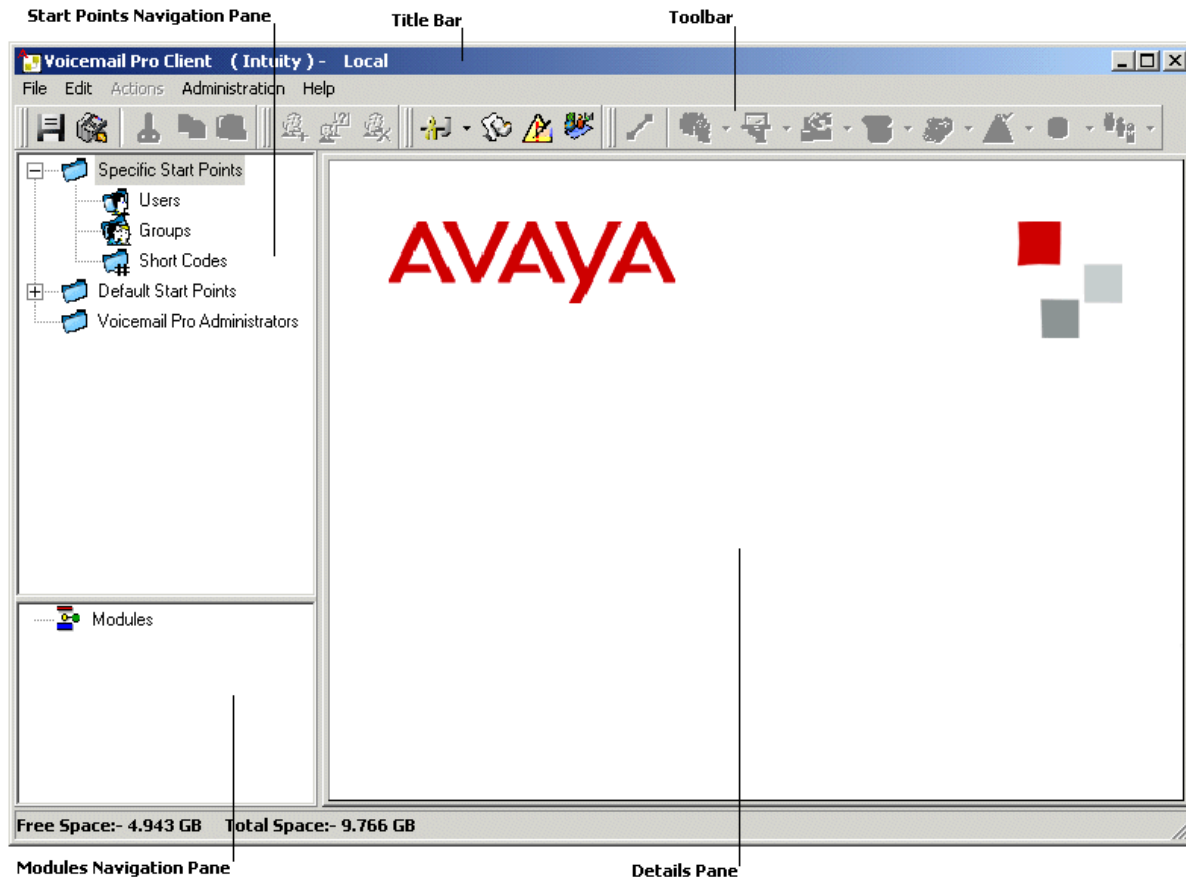 Start Points Navigation Pane
Title Bar
Toolbar
Voicemail Pro Client ( Intuity ) - Local
File Edit Actions Administration Help
Specific Start Points
Users
Groups
Short Codes
Default Start Points
Voicemail Pro Administrators
AVAYA
Modules
Free Space:- 4.943 GB Total Space:- 9.766 GB
Modules Navigation Pane
Details Pane